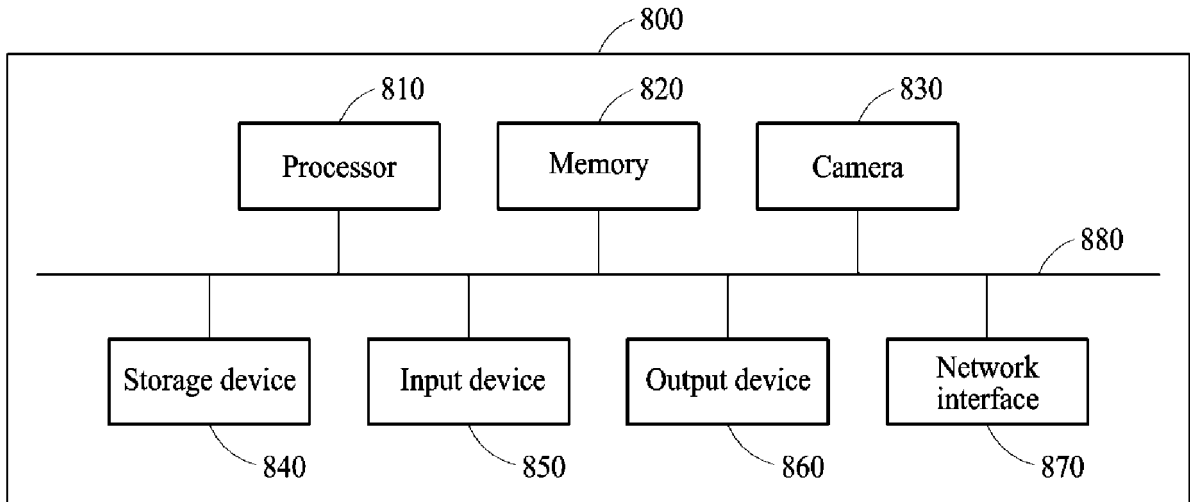 800
810
820
830
Processor
Memory
Camera
880
Storage device
Input device
Output device
Network
interface
840
850
860
870